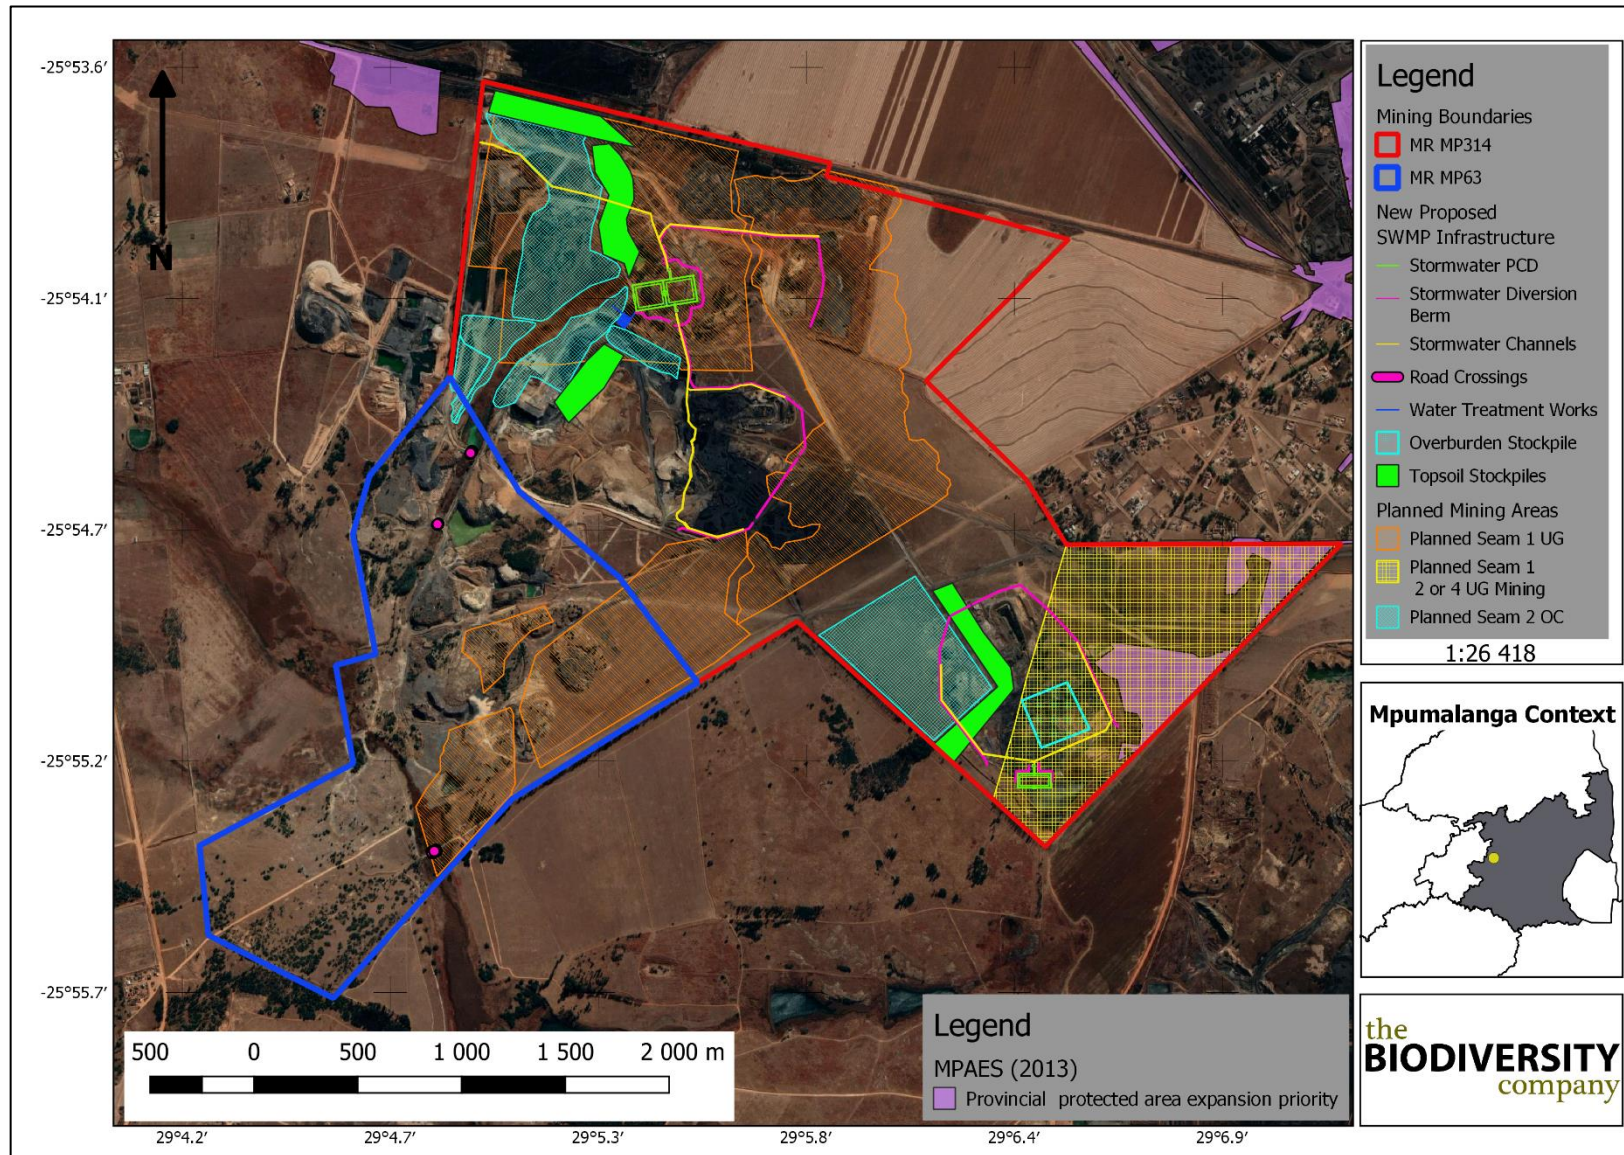 -25°53.6'
-25°54.1'
-25°54.7'
-25°55.2'
-25°55.7'
N
500 0 500 1 000 1 500 2 000 m
29°4.2' 29°4.7' 29°5.3' 29°5.8' 29°6.4' 29°6.9'
Legend
MPAES (2013)
Provincial protected area expansion priority
Legend
Mining Boundaries
MR MP314
MR MP63
New Proposed
SWMP Infrastructure
Stormwater PCD
Stormwater Diversion
Berm
Stormwater Channels
Road Crossings
Water Treatment Works
Overburden Stockpile
Topsoil Stockpiles
Planned Mining Areas
Planned Seam 1 UG
Planned Seam 1
2 or 4 UG Mining
Planned Seam 2 OC
1:26 418
Mpumalanga Context
the
BIODIVERSITY
company